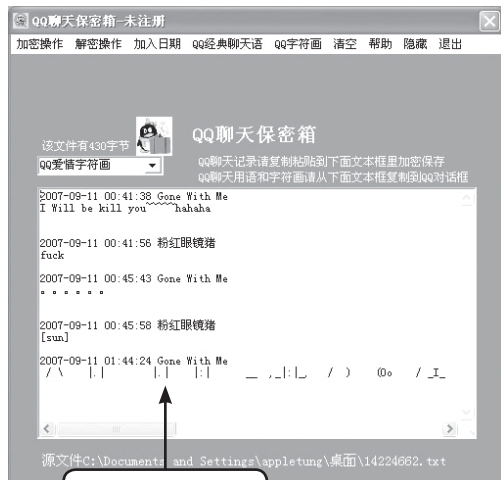 QQ聊天保密箱-未注册
加密操作 解密操作 加入日期 QQ经典聊天语 QQ字符画 清空 帮助 隐藏 退出
该文件有430字节
QQ聊天保密箱
QQ爱情字符画
QQ聊天记录请复制粘贴到下面文本框里加密保存
QQ聊天用语和字符画请从下面文本框复制到QQ对话框
2007-09-11 00:41:38 Gone With Me
I Will be kill you~~~~hahaha
2007-09-11 00:41:56 粉红眼镜猪
fuck
2007-09-11 00:45:43 Gone With Me
。。。。。。
2007-09-11 00:45:58 粉红眼镜猪
[sun]
2007-09-11 01:44:24 Gone With Me
/ \ |.| |.| |:| __ ,_|:|_, / ) (Oo / _I_
源文件C:\Documents and Settings\appletung\桌面\14224662.txt